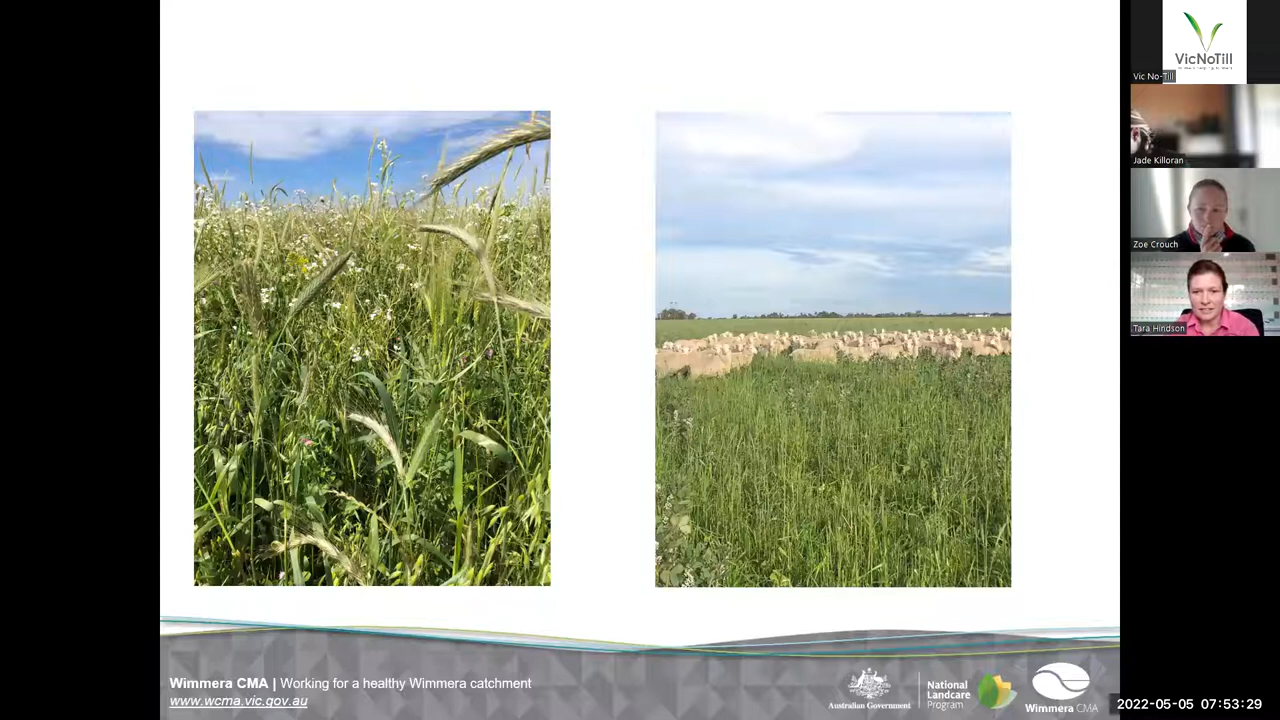 VicNoTill
Vic No-Till
Jade Killoran
Zoe Crouch
Tara Hindson
Wimmera CMA | Working for a healthy Wimmera catchment
www.wcma.vic.gov.au
Australian Government
National
Landcare
Program
Wimmera CMA
2022-05-05 07:53:29